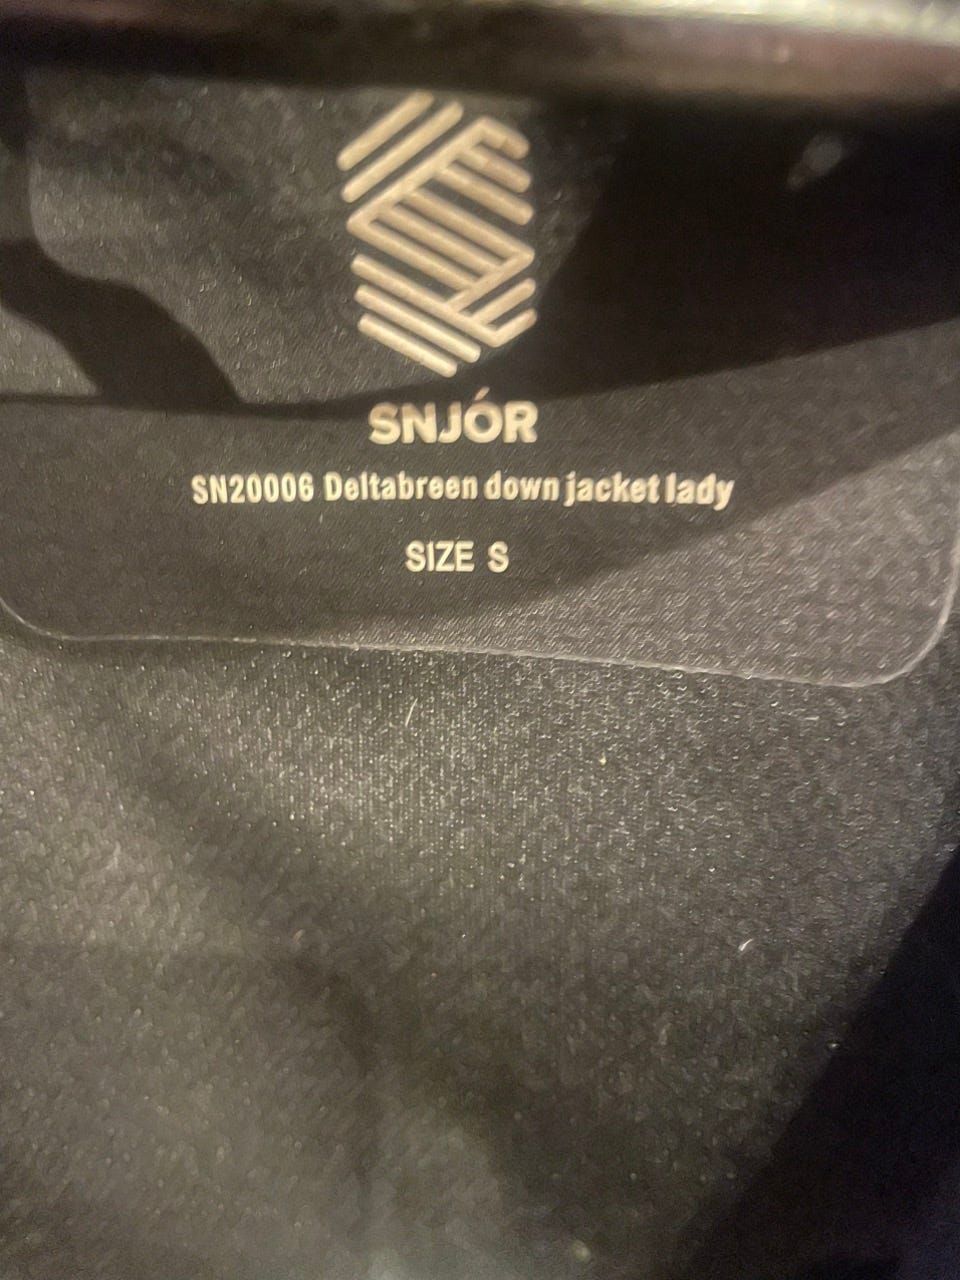 SNJÓR
SN20006 Deltabreen down jacket lady
SIZE S